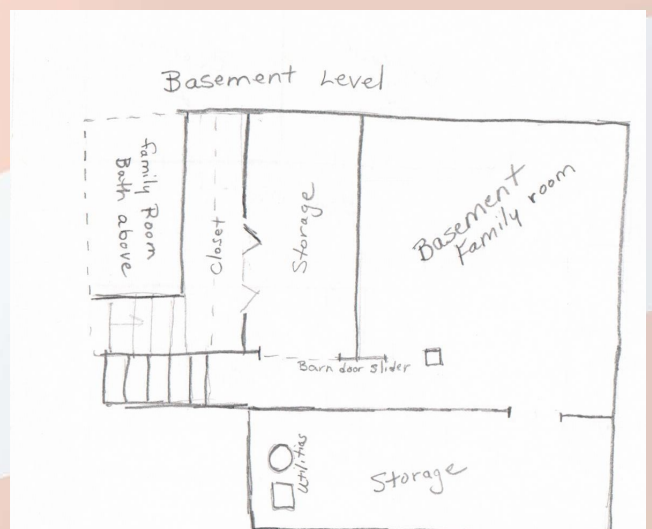 Basement Level
family Room
Bath above
Closet
Storage
Basement
Family room
Barn door slider
Utilities
Storage